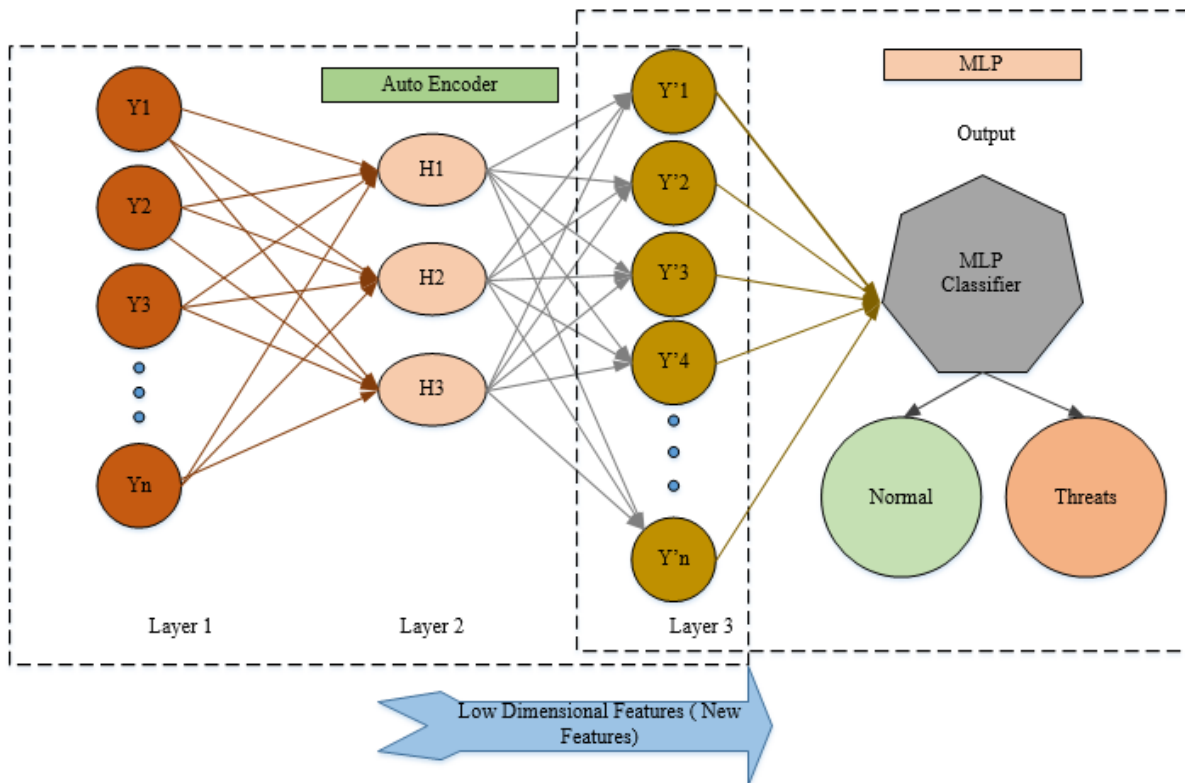 Auto Encoder
MLP
Y1
Y2
Y3
Yn
H1
H2
H3
Y’1
Y’2
Y’3
Y’4
Y’n
Output
MLP
Classifier
Normal
Threats
Layer 1
Layer 2
Layer 3
Low Dimensional Features ( New
Features)